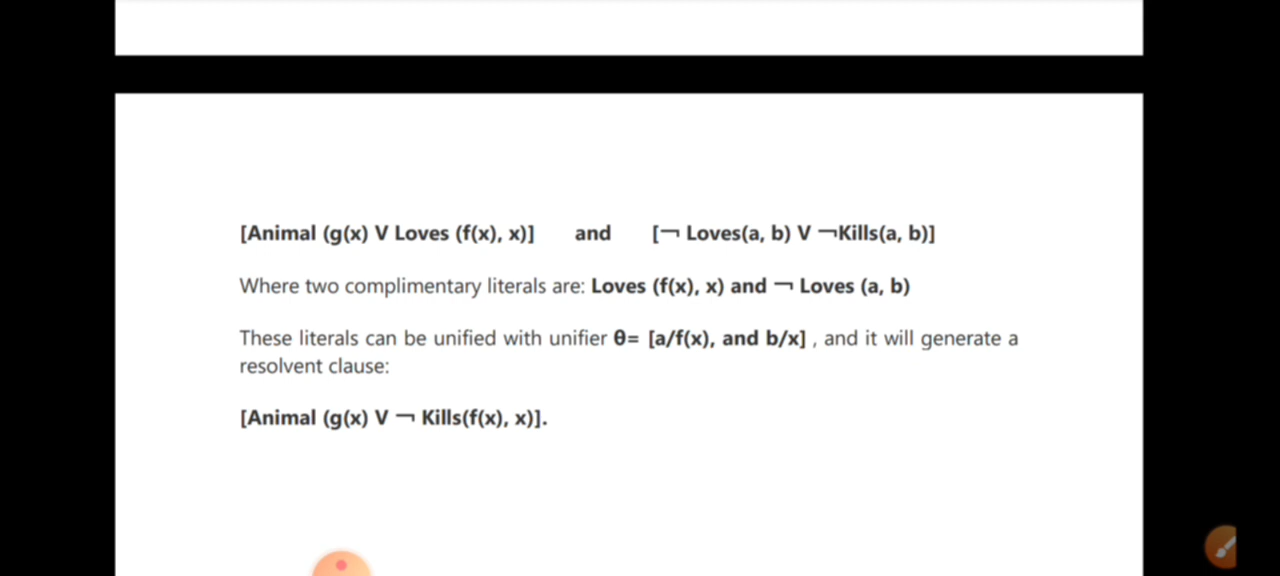 [Animal (g(x) V Loves (f(x), x)] and [¬ Loves(a, b) V ¬Kills(a, b)]
Where two complimentary literals are: Loves (f(x), x) and ¬ Loves (a, b)
These literals can be unified with unifier θ= [a/f(x), and b/x] , and it will generate a
resolvent clause:
[Animal (g(x) V ¬ Kills(f(x), x)].